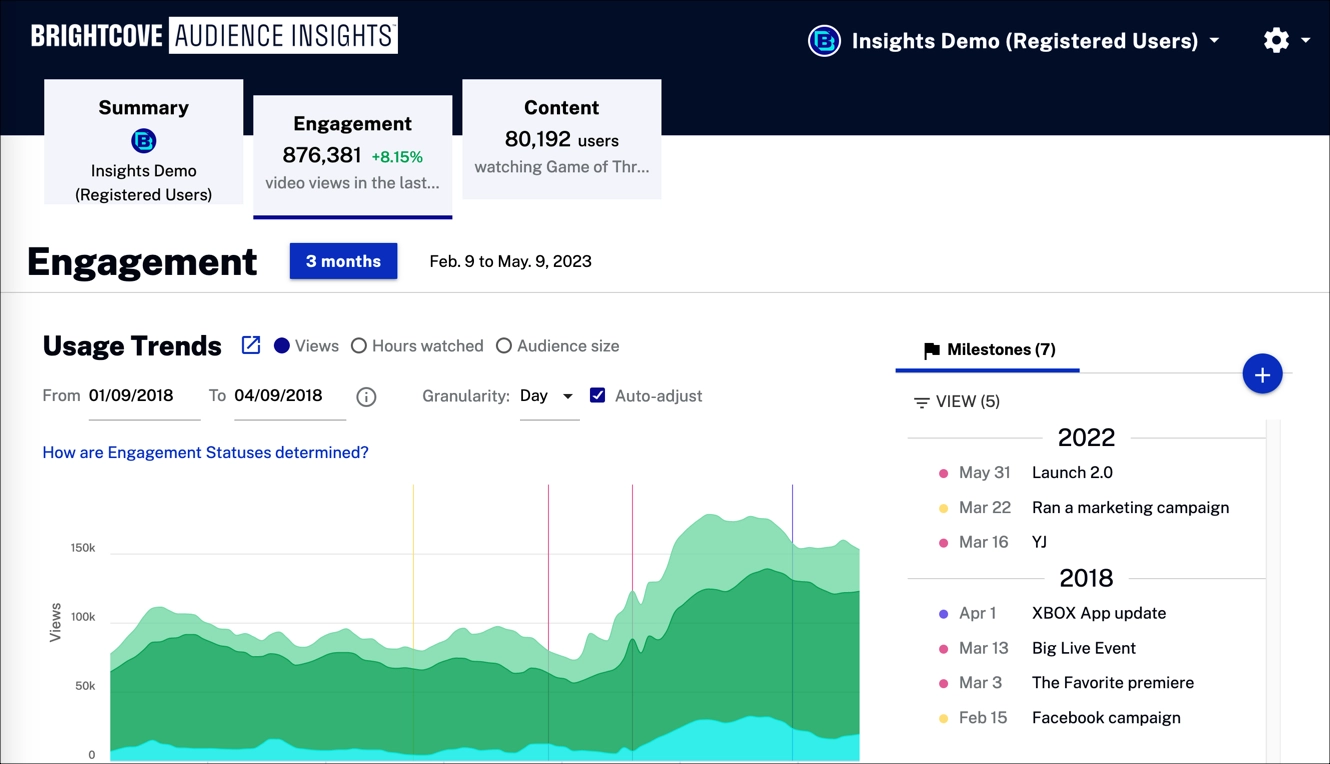 BRIGHTCOVE AUDIENCE INSIGHTS™
Insights Demo (Registered Users)
Summary
Insights Demo
(Registered Users)
Engagement
876,381 +8.15%
video views in the last...
Content
80,192 users
watching Game of Thr...
Engagement
3 months
Feb. 9 to May. 9, 2023
Usage Trends
Views
Hours watched
Audience size
From 01/09/2018
To 04/09/2018
Granularity: Day
Auto-adjust
How are Engagement Statuses determined?
150k
100k
50k
0
Views
Milestones (7)
+
VIEW (5)
2022
May 31 Launch 2.0
Mar 22 Ran a marketing campaign
Mar 16 YJ
2018
Apr 1 XBOX App update
Mar 13 Big Live Event
Mar 3 The Favorite premiere
Feb 15 Facebook campaign